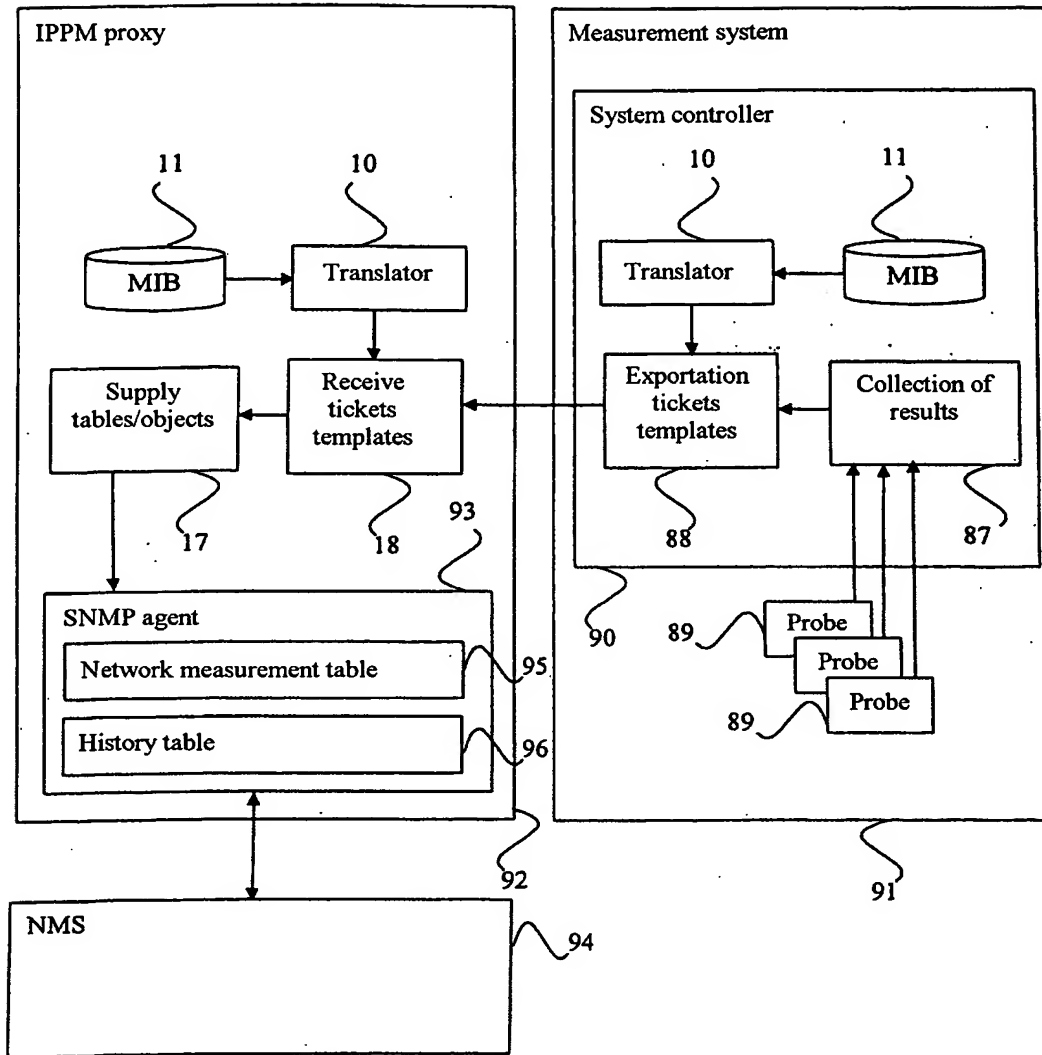 IPPM proxy
Measurement system
System controller
11
10
10
11
MIB
Translator
Translator
MIB
Supply
tables/objects
Receive
tickets
templates
Exportation
tickets
templates
Collection of
results
17
18
93
88
87
SNMP agent
Network measurement table
95
History table
96
90
89
Probe
Probe
Probe
89
92
91
NMS
94